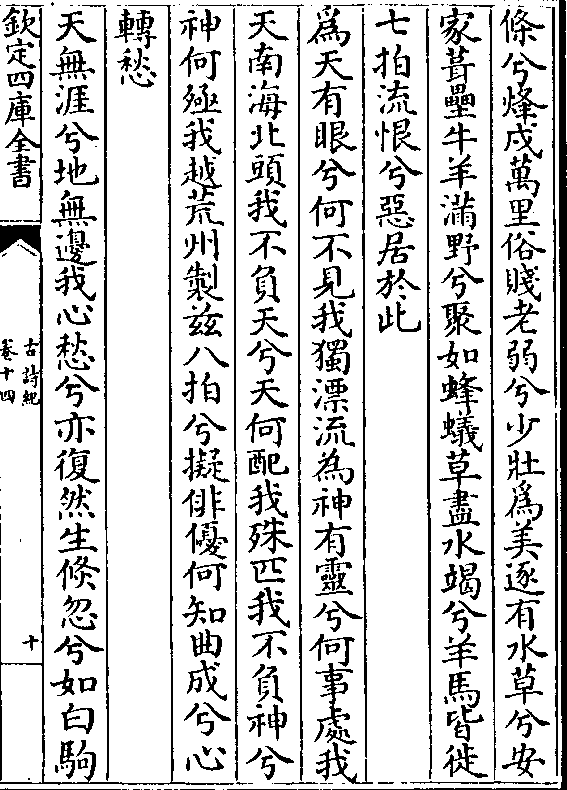 條兮烽戍萬里俗賤老弱兮少壯為美逐有水草兮安
家葺壘牛羊滿野兮聚如蜂蟻草盡水竭兮羊馬皆徙
七拍流恨兮惡居於此
為天有眼兮何不見我獨漂流為神有靈兮何事處我
天南海北頭我不負天兮天何配我殊匹我不負神兮
神何殛我越荒州製兹八拍兮擬俳優何知曲成兮心
轉愁
天無涯兮地無邊我心愁兮亦復然生倏忽兮如白駒
欽定四庫全書
古詩紀
卷十四
十